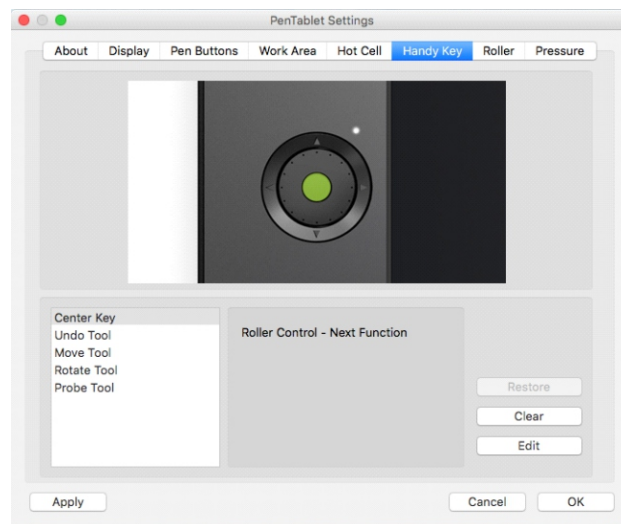 PenTablet Settings
About Display Pen Buttons Work Area Hot Cell Handy Key Roller Pressure
Center Key
Undo Tool
Move Tool
Rotate Tool
Probe Tool
Roller Control - Next Function
Restore
Clear
Edit
Apply Cancel OK